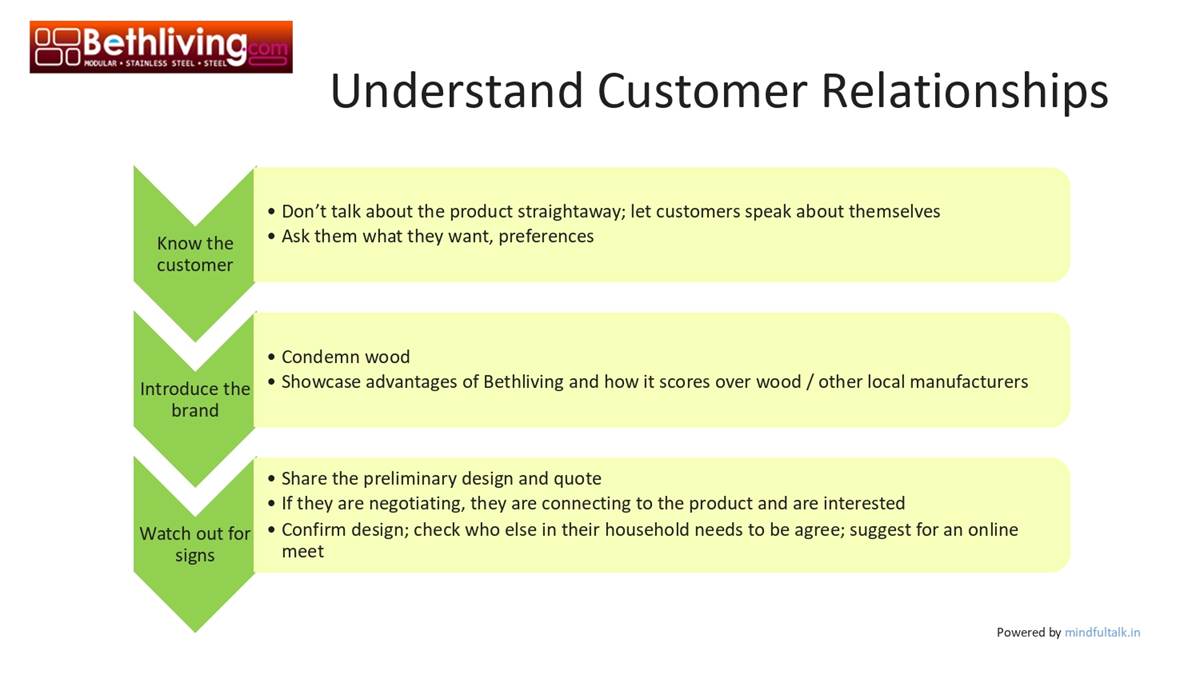 Bethliving.com
MODULAR • STAINLESS STEEL • STEEL
Understand Customer Relationships
Know the
customer
• Don’t talk about the product straightaway; let customers speak about themselves
• Ask them what they want, preferences
Introduce the
brand
• Condemn wood
• Showcase advantages of Bethliving and how it scores over wood / other local manufacturers
Watch out for
signs
• Share the preliminary design and quote
• If they are negotiating, they are connecting to the product and are interested
• Confirm design; check who else in their household needs to be agree; suggest for an online
meet
Powered by mindfultalk.in